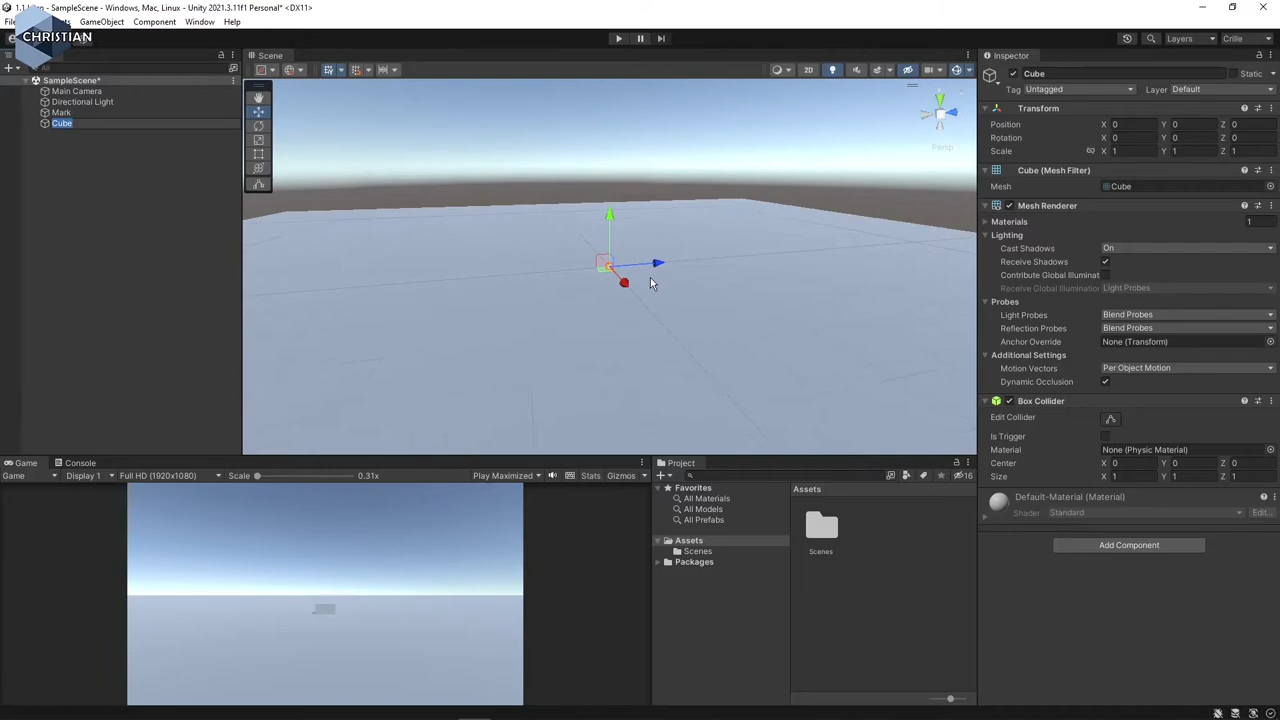 1.1 - SampleScene - Windows, Mac, Linux - Unity 2021.3.11f1 Personal* <DX11>
GameObject Component Window Help
CHRISTIAN
Layers Crille
All
SampleScene*
Main Camera
Directional Light
Mark
Cube
Scene
2D
Persp
Inspector
Cube Static
Tag Untagged Layer Default
Transform
Position X 0 Y 0 Z 0
Rotation X 0 Y 0 Z 0
Scale X 1 Y 1 Z 1
Cube (Mesh Filter)
Mesh Cube
Mesh Renderer
Materials 1
Lighting
Cast Shadows On
Receive Shadows
Contribute Global Illuminat
Receive Global Illumination Light Probes
Probes
Light Probes Blend Probes
Reflection Probes Blend Probes
Anchor Override None (Transform)
Additional Settings
Motion Vectors Per Object Motion
Dynamic Occlusion
Box Collider
Edit Collider
Is Trigger
Material None (Physic Material)
Center X 0 Y 0 Z 0
Size X 1 Y 1 Z 1
Default-Material (Material)
Shader Standard Edit...
Add Component
Game Console
Game Display 1 Full HD (1920x1080) Scale 0.31x Play Maximized Stats Gizmos
Project
16
Favorites
All Materials
All Models
All Prefabs
Assets
Scenes
Packages
Assets
Scenes